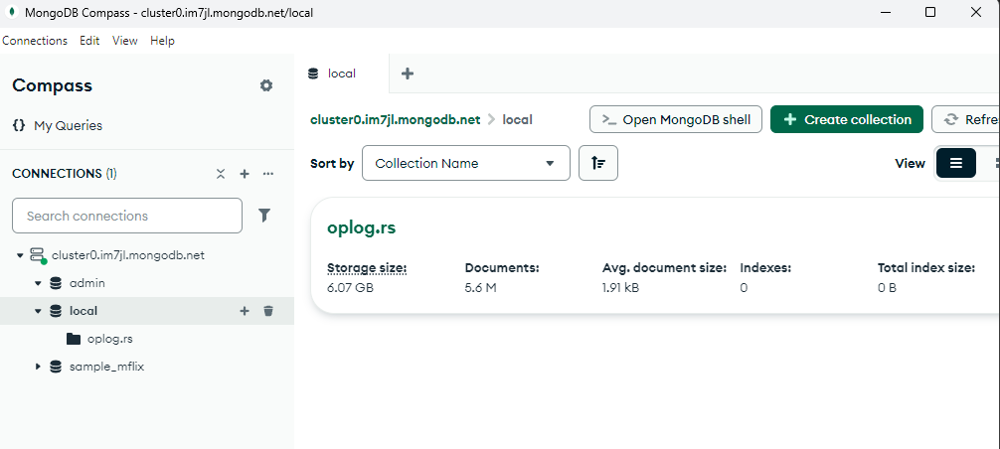 MongoDB Compass - cluster0.im7jl.mongodb.net/local
Connections Edit View Help
Compass
My Queries
CONNECTIONS (1)
Search connections
cluster0.im7jl.mongodb.net
admin
local
oplog.rs
sample_mflix
local
cluster0.im7jl.mongodb.net > local
>_ Open MongoDB shell
+ Create collection
Refre
Sort by
Collection Name
View
oplog.rs
Storage size: Documents: Avg. document size: Indexes: Total index size:
6.07 GB 5.6 M 1.91 kB 0 0 B